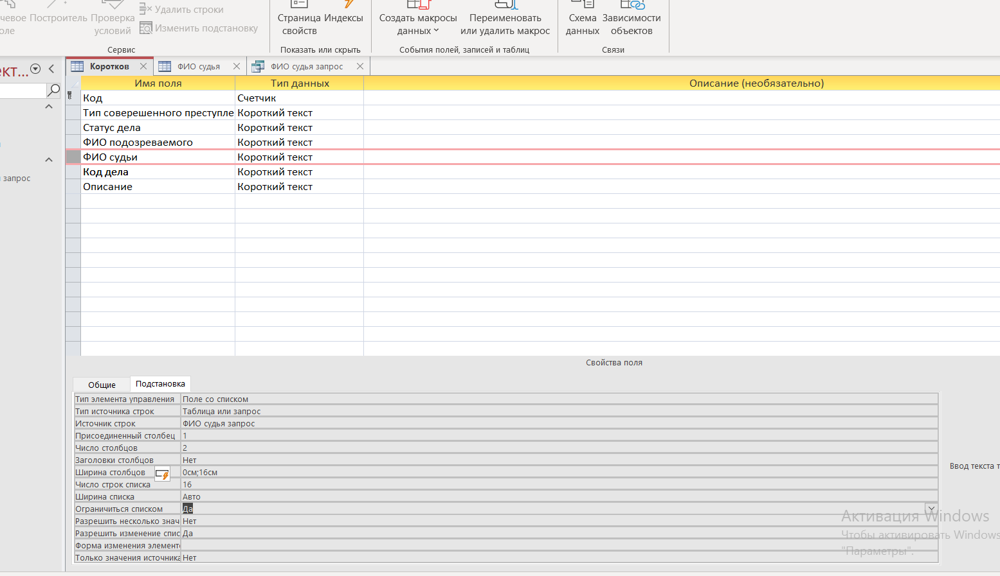 Удалить строки
чевое Построитель Проверка
Страница Индексы
Создать макросы Переименовать
Схема Зависимости
оле условий
Изменить подстановку
свойств
данных или удалить макрос
данных объектов
Сервис
Показать или скрыть
События полей, записей и таблиц
Связи
ект...
Коротков
ФИО судья
ФИО судья запрос
Имя поля Тип данных Описание (необязательно)
Код Счетчик
Тип соверешенного преступле Короткий текст
Статус дела Короткий текст
ФИО подозреваемого Короткий текст
ФИО судьи Короткий текст
Код дела Короткий текст
запрос
Описание Короткий текст
Свойства поля
Общие Подстановка
Тип элемента управления Поле со списком
Тип источника строк Таблица или запрос
Источник строк ФИО судья запрос
Присоединенный столбец 1
Число столбцов 2
Заголовки столбцов Нет
Ширина столбцов 0см;16см
Число строк списка 16
Ширина списка Авто
Ограничиться списком Да
Разрешить несколько знач Нет
Разрешить изменение спис Да
Форма изменения элемент
Только значения источника Нет
Ввод текста т
Активация Windows
Чтобы активировать Windows
"Параметры".